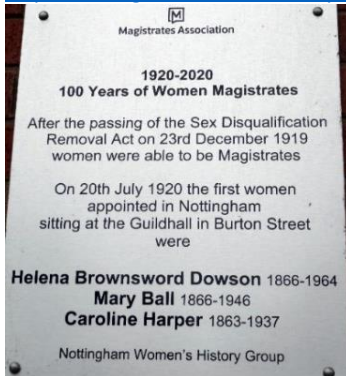 M
Magistrates Association
1920-2020
100 Years of Women Magistrates
After the passing of the Sex Disqualification
Removal Act on 23rd December 1919
women were able to be Magistrates
On 20th July 1920 the first women
appointed in Nottingham
sitting at the Guildhall in Burton Street
were
Helena Brownsword Dowson 1866-1964
Mary Ball 1866-1946
Caroline Harper 1863-1937
Nottingham Women's History Group